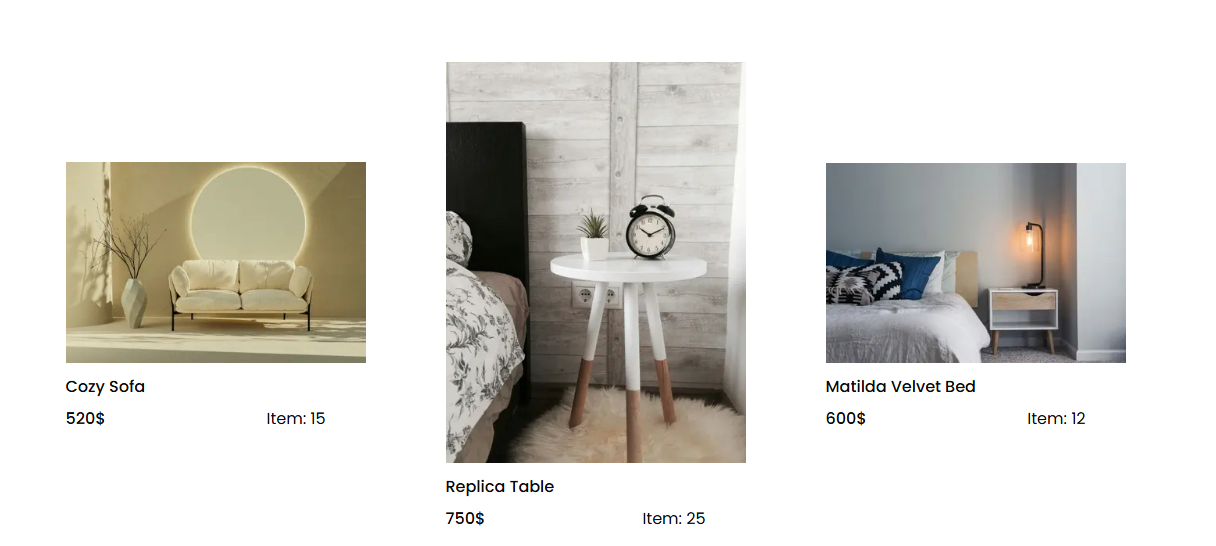 Cozy Sofa
520$ Item: 15
Replica Table
750$ Item: 25
Matilda Velvet Bed
600$ Item: 12